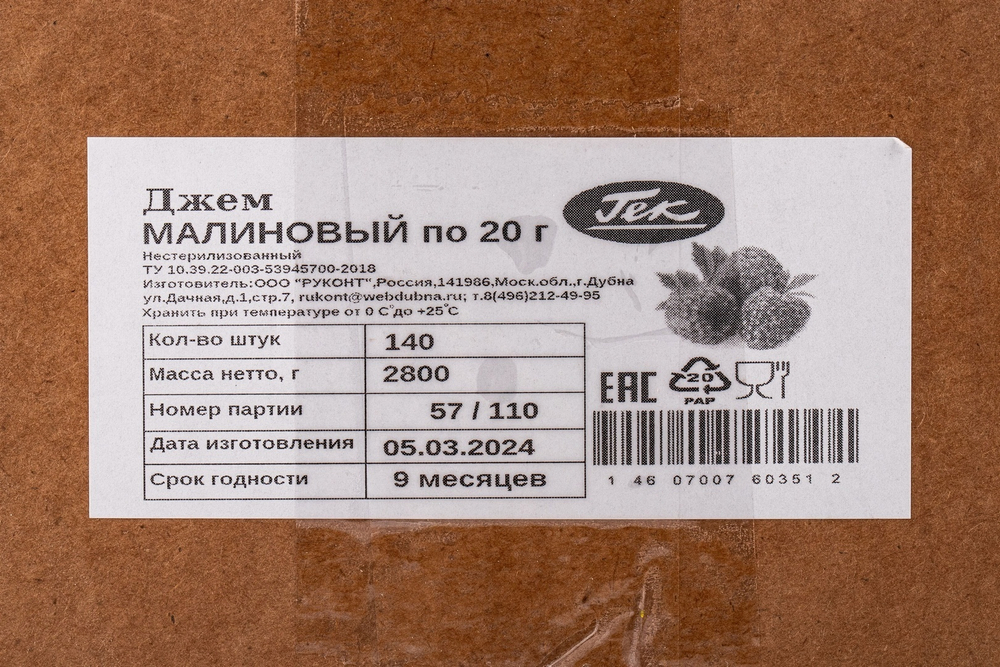 Джем
МАЛИНОВЫЙ по 20 г
Гек
Нестерилизованный
ТУ 10.39.22-003-53945700-2018
Изготовитель:ООО "РУКОНТ",Россия,141986,Моск.обл.,г.Дубна
ул.Дачная,д.1,стр.7, rukont@webdubna.ru; т.8(496)212-49-95
Хранить при температуре от 0 С°до +25°С
Кол-во штук 140
Масса нетто, г 2800
Номер партии 57 / 110
Дата изготовления 05.03.2024
Срок годности 9 месяцев
ЕАС
20
PAP
1 46 07007 60351 2